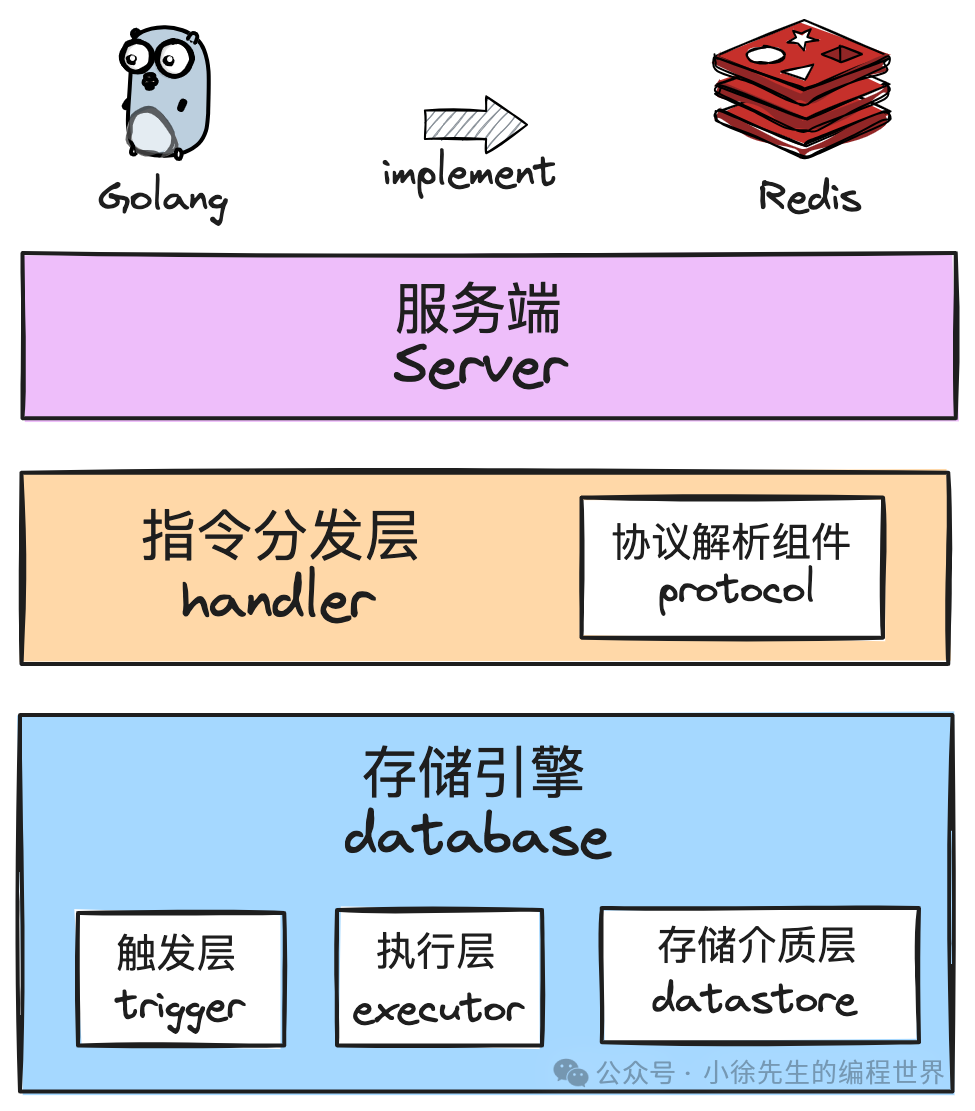 Golang
implement
Redis
服务端
Server
指令分发层
handler
协议解析组件
protocol
存储引擎
database
触发层
trigger
执行层
executor
存储介质层
datastore
公众号 · 小徐先生的编程世界